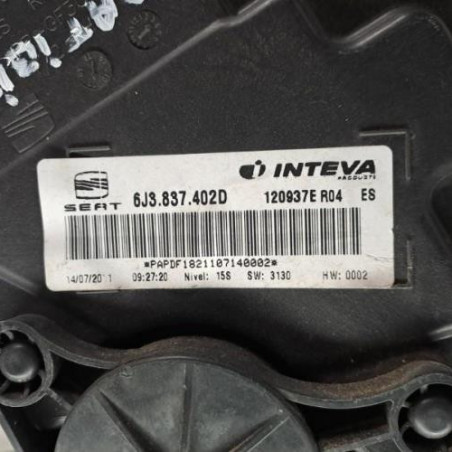 INTEVA
PRODUCTS
SEAT
6J3.837.402D 120937E R04 ES
*PAPDF1821107140002*
14/07/2011 09:27:20 Nivel: 15S SW: 3130 HW: 0002